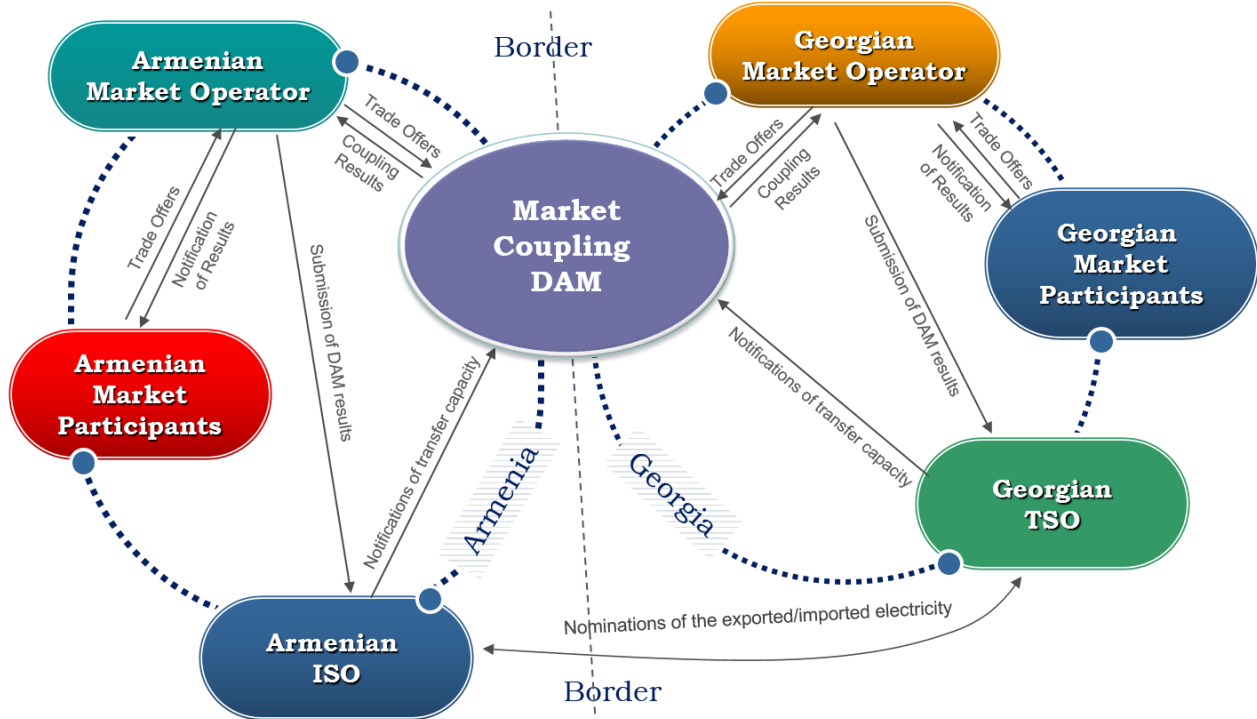 Border
Armenian
Market Operator
Georgian
Market Operator
Trade Offers
Coupling
Results
Trade Offers
Coupling
Results
Trade Offers
Notification
of Results
Market
Coupling
DAM
Trade Offers
Notification
of Results
Submission of DAM results
Submission of DAM results
Georgian
Market
Participants
Armenian
Market
Participants
Notifications of transfer capacity
Notifications of transfer capacity
Armenia
Georgia
Georgian
TSO
Nominations of the exported/imported electricity
Armenian
ISO
Border